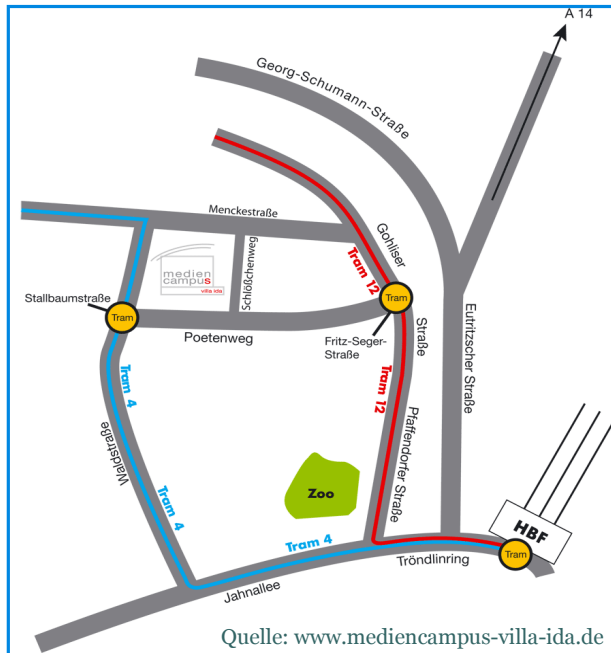 A 14
Georg-Schumann-Straße
Menckestraße
Gohliser
Straße
Schlößchenweg
medien
campus
villa ida
Tram 12
Stallbaumstraße
Tram
Tram
Poetenweg
Fritz-Seger-
Straße
Eutritzscher Straße
Tram 4
Tram 12
Waldstraße
Pfaffendorfer Straße
Tram 4
Zoo
HBF
Tram 4
Tram
Tröndlinring
Jahnallee
Quelle: www.mediencampus-villa-ida.de